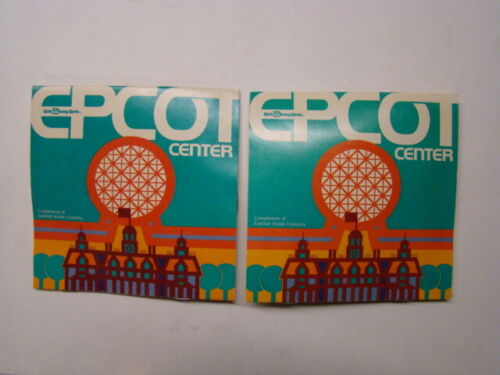 EPCOT
Walt Disney World
CENTER
Compliments of
Eastman Kodak Company
EPCOT
Walt Disney World
CENTER
Compliments of
Eastman Kodak Company